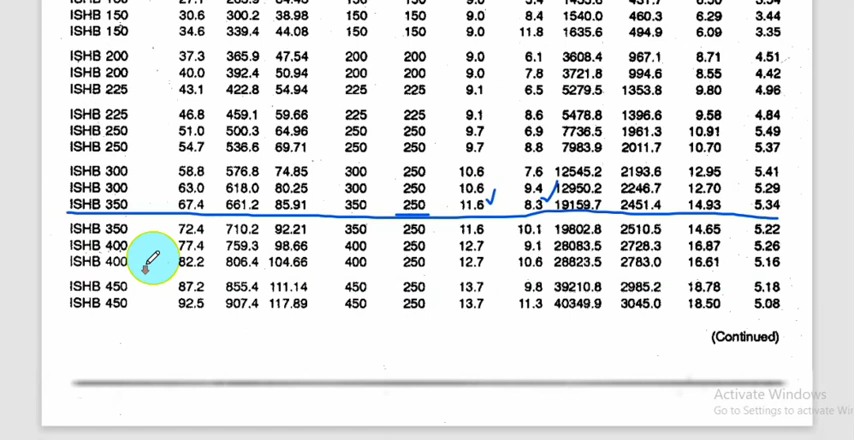 ISHB 150 30.6 300.2 38.98 150 150 9.0 8.4 1540.0 460.3 6.29 3.44
ISHB 150 34.6 339.4 44.08 150 150 9.0 11.8 1635.6 494.9 6.09 3.35
ISHB 200 37.3 365.9 47.54 200 200 9.0 6.1 3608.4 967.1 8.71 4.51
ISHB 200 40.0 392.4 50.94 200 200 9.0 7.8 3721.8 994.6 8.55 4.42
ISHB 225 43.1 422.8 54.94 225 225 9.1 6.5 5279.5 1353.8 9.80 4.96
ISHB 225 46.8 459.1 59.66 225 225 9.1 8.6 5478.8 1396.6 9.58 4.84
ISHB 250 51.0 500.3 64.96 250 250 9.7 6.9 7736.5 1961.3 10.91 5.49
ISHB 250 54.7 536.6 69.71 250 250 9.7 8.8 7983.9 2011.7 10.70 5.37
ISHB 300 58.8 576.8 74.85 300 250 10.6 7.6 12545.2 2193.6 12.95 5.41
ISHB 300 63.0 618.0 80.25 300 250 10.6 9.4 12950.2 2246.7 12.70 5.29
ISHB 350 67.4 661.2 85.91 350 250 11.6 8.3 19159.7 2451.4 14.93 5.34
ISHB 350 72.4 710.2 92.21 350 250 11.6 10.1 19802.8 2510.5 14.65 5.22
ISHB 400 77.4 759.3 98.66 400 250 12.7 9.1 28083.5 2728.3 16.87 5.26
ISHB 400 82.2 806.4 104.66 400 250 12.7 10.6 28823.5 2783.0 16.61 5.16
ISHB 450 87.2 855.4 111.14 450 250 13.7 9.8 39210.8 2985.2 18.78 5.18
ISHB 450 92.5 907.4 117.89 450 250 13.7 11.3 40349.9 3045.0 18.50 5.08
(Continued)
Activate Windows
Go to Settings to activate